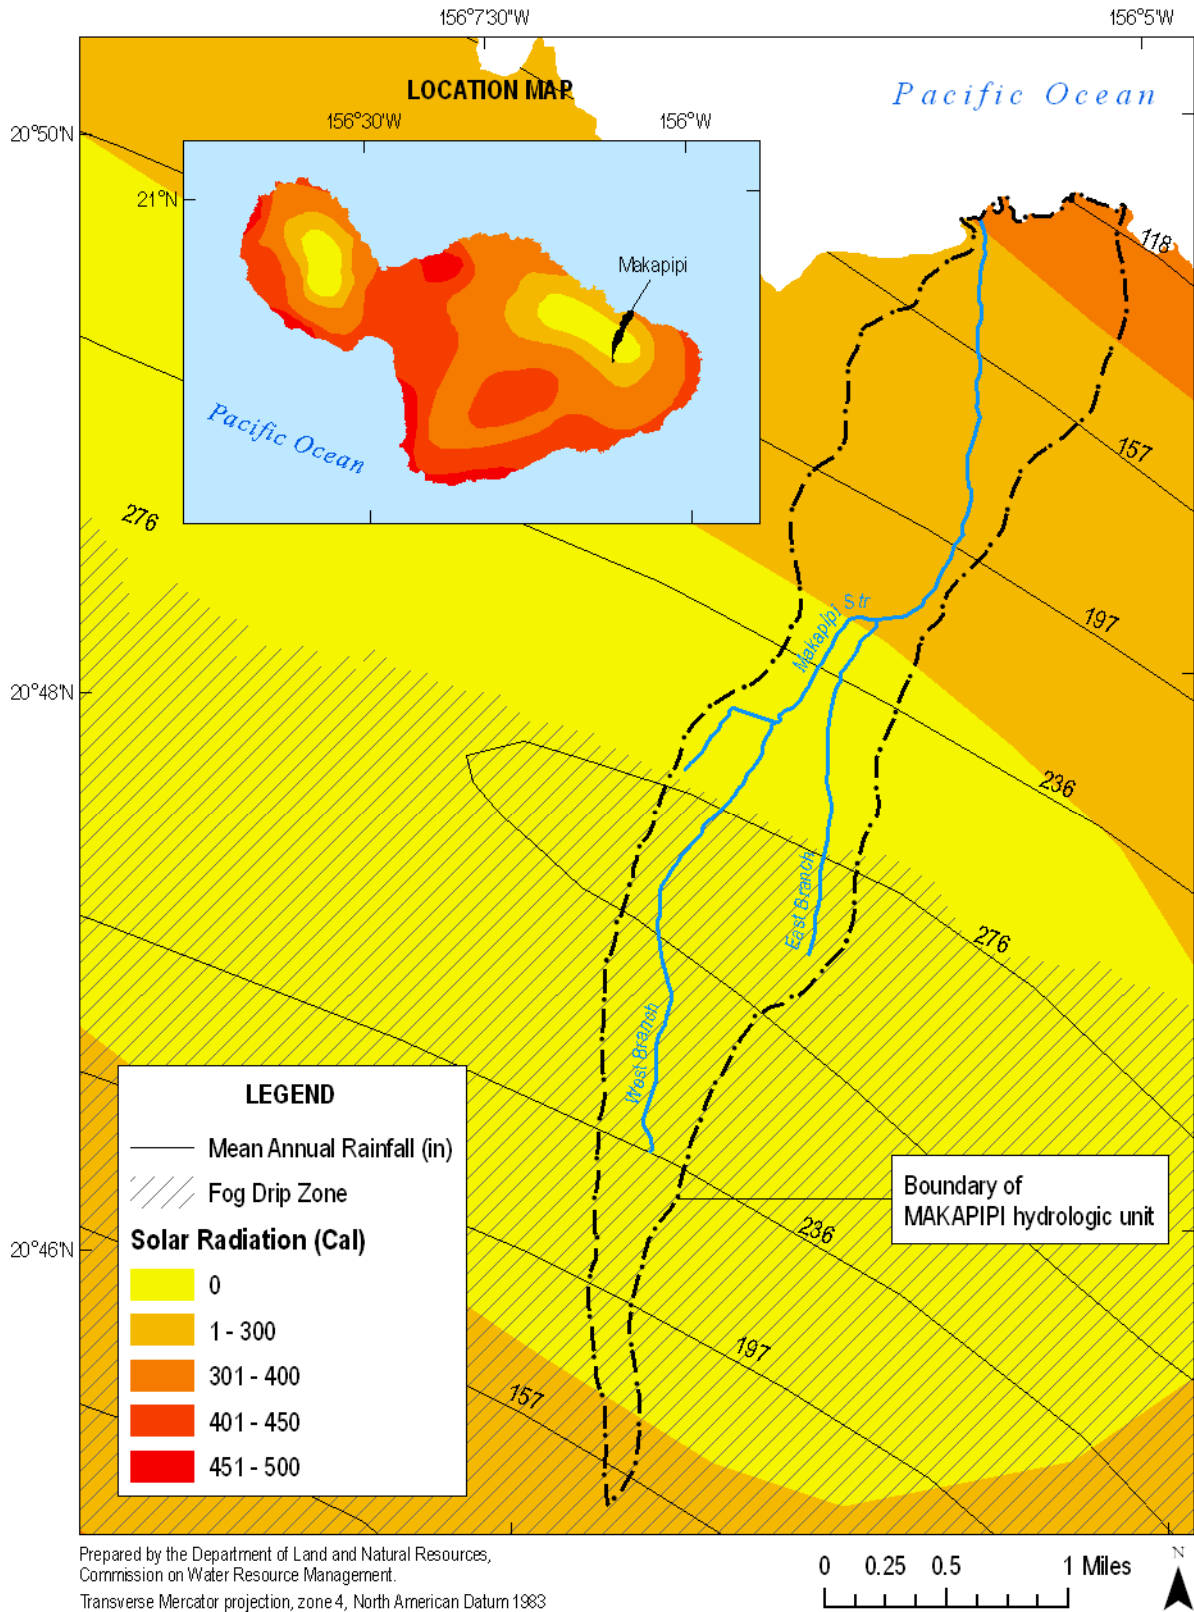 156°7'30"W
156°5'W
LOCATION MAP
Pacific Ocean
156°30'W
156°W
20°50'N
21°N
Makapipi
Pacific Ocean
118
157
276
197
Makapipi Str
20°48'N
236
East Branch
276
West Branch
LEGEND
Mean Annual Rainfall (in)
Fog Drip Zone
Solar Radiation (Cal)
0
1 - 300
301 - 400
401 - 450
451 - 500
Boundary of
MAKAPIPI hydrologic unit
236
20°46'N
197
157
Prepared by the Department of Land and Natural Resources,
Commission on Water Resource Management.
Transverse Mercator projection, zone 4, North American Datum 1983
0 0.25 0.5 1 Miles
N